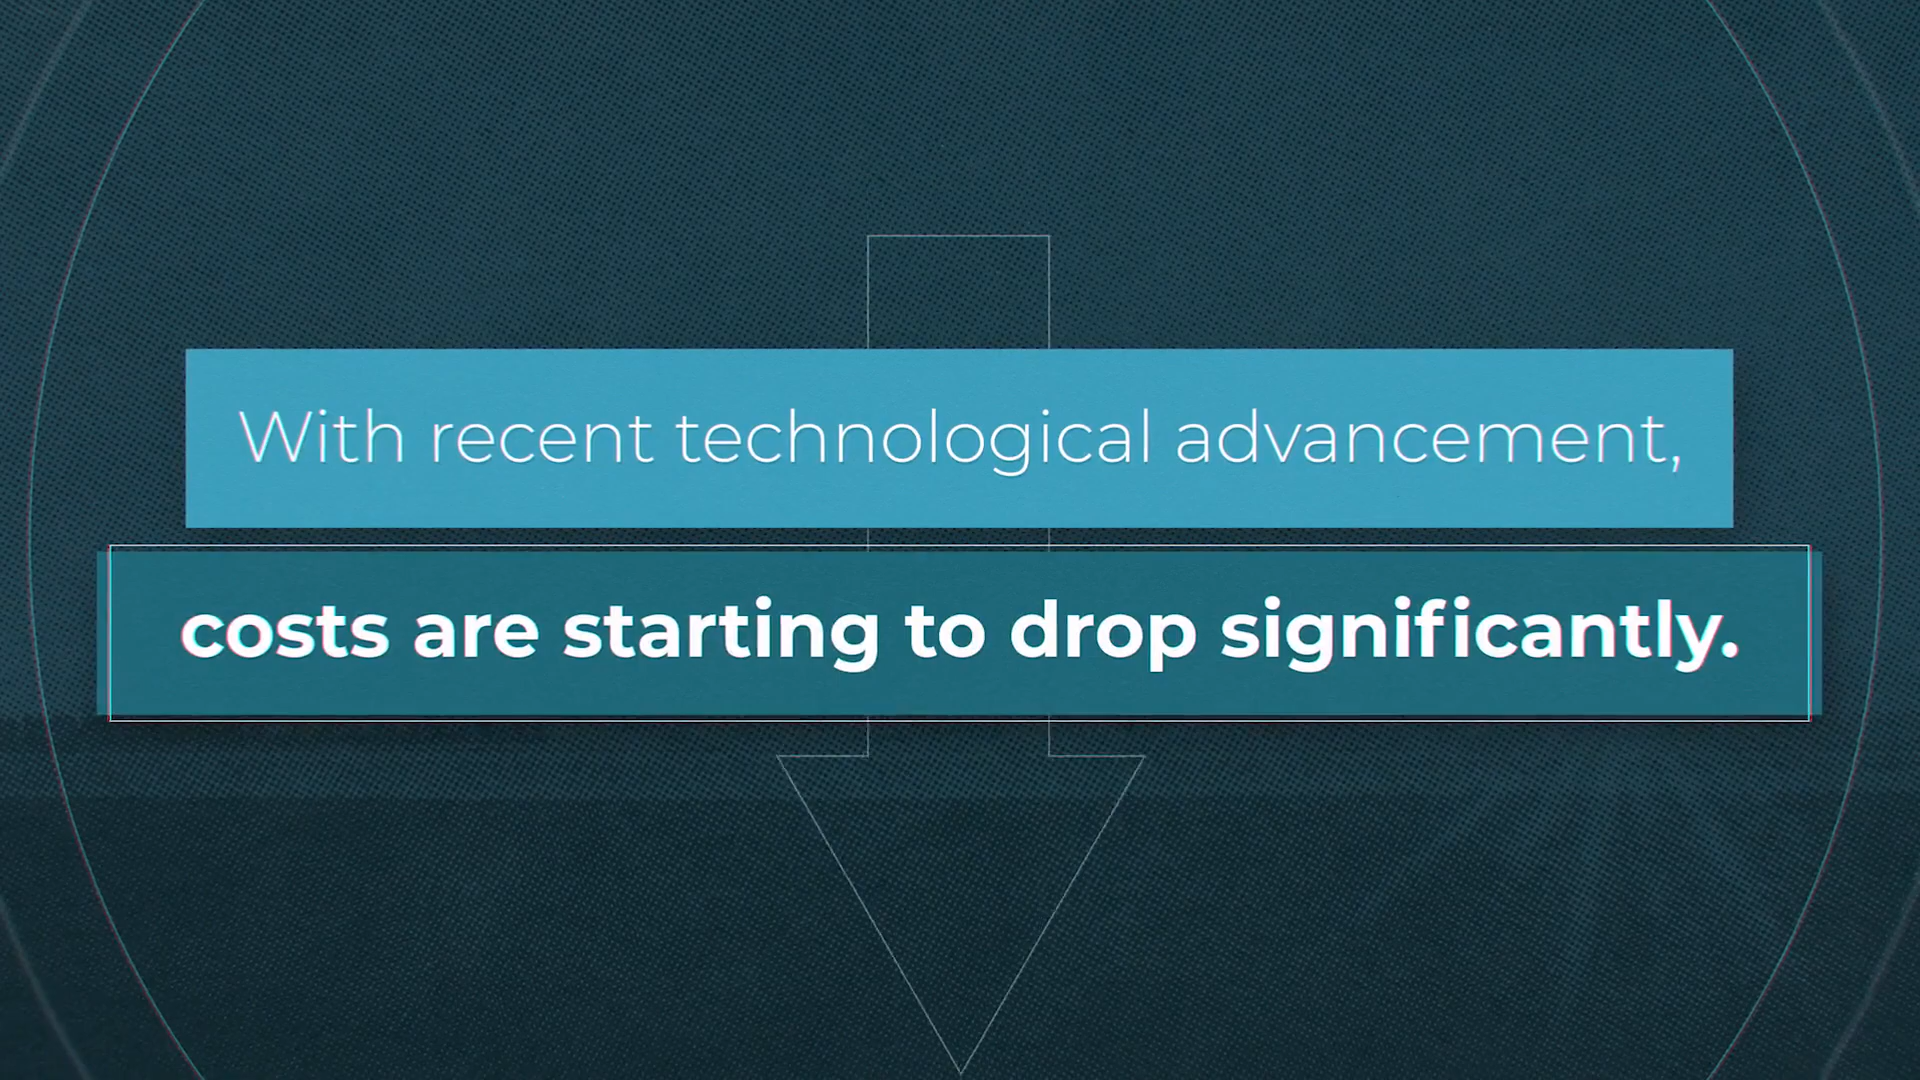 With recent technological advancement,
costs are starting to drop significantly.